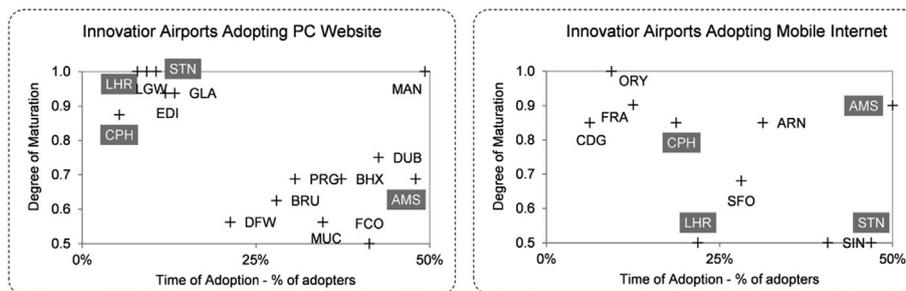 Innovatior Airports Adopting PC Website
Degree of Maturation
1.0
0.9
0.8
0.7
0.6
0.5
LHR
LGW
STN
EDI
GLA
MAN
CPH
DUB
PRG
BHX
AMS
BRU
DFW
FCO
MUC
0%
25%
50%
Time of Adoption - % of adopters
Innovatior Airports Adopting Mobile Internet
Degree of Maturation
1.0
0.9
0.8
0.7
0.6
0.5
ORY
AMS
FRA
CDG
CPH
ARN
SFO
LHR
STN
SIN
0%
25%
50%
Time of Adoption - % of adopters